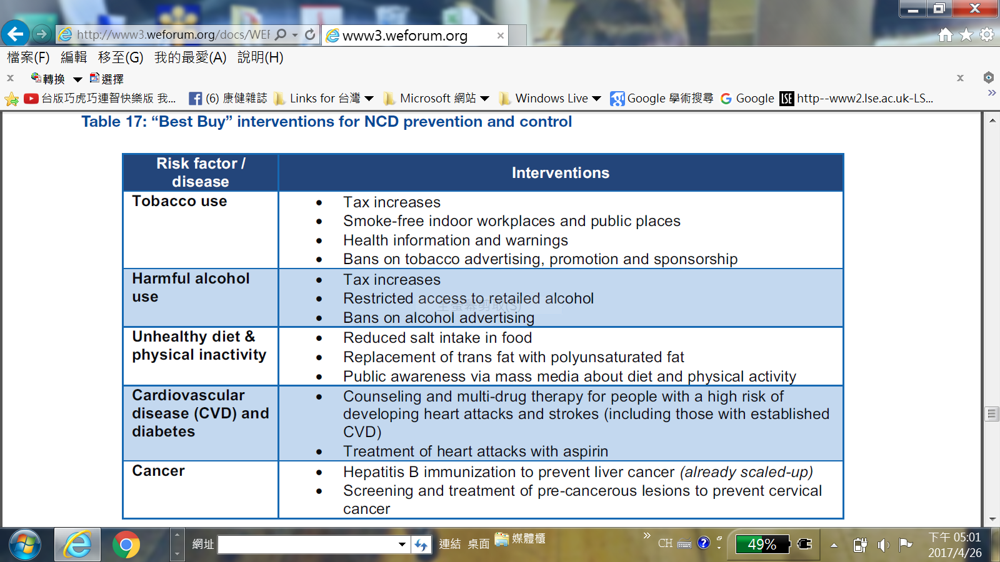 http://www3.weforum.org/docs/WEF
www3.weforum.org
檔案(F) 編輯 移至(G) 我的最愛(A) 說明(H)
轉換 選擇
台版巧虎巧連智快樂版 我... (6) 康健雜誌 Links for 台灣 Microsoft 網站 Windows Live Google 學術搜尋 Google LSE http--www2.lse.ac.uk-LS...
Table 17: “Best Buy” interventions for NCD prevention and control
Risk factor /
disease
Interventions
Tobacco use
• Tax increases
• Smoke-free indoor workplaces and public places
• Health information and warnings
• Bans on tobacco advertising, promotion and sponsorship
Harmful alcohol
use
• Tax increases
• Restricted access to retailed alcohol
全螢幕剪取(S)
• Bans on alcohol advertising
Unhealthy diet &
physical inactivity
• Reduced salt intake in food
• Replacement of trans fat with polyunsaturated fat
• Public awareness via mass media about diet and physical activity
Cardiovascular
disease (CVD) and
diabetes
• Counseling and multi-drug therapy for people with a high risk of
developing heart attacks and strokes (including those with established
CVD)
• Treatment of heart attacks with aspirin
Cancer
• Hepatitis B immunization to prevent liver cancer (already scaled-up)
• Screening and treatment of pre-cancerous lesions to prevent cervical
cancer
網址 連結 桌面 媒體櫃 CH 49% 下午 05:01
2017/4/26